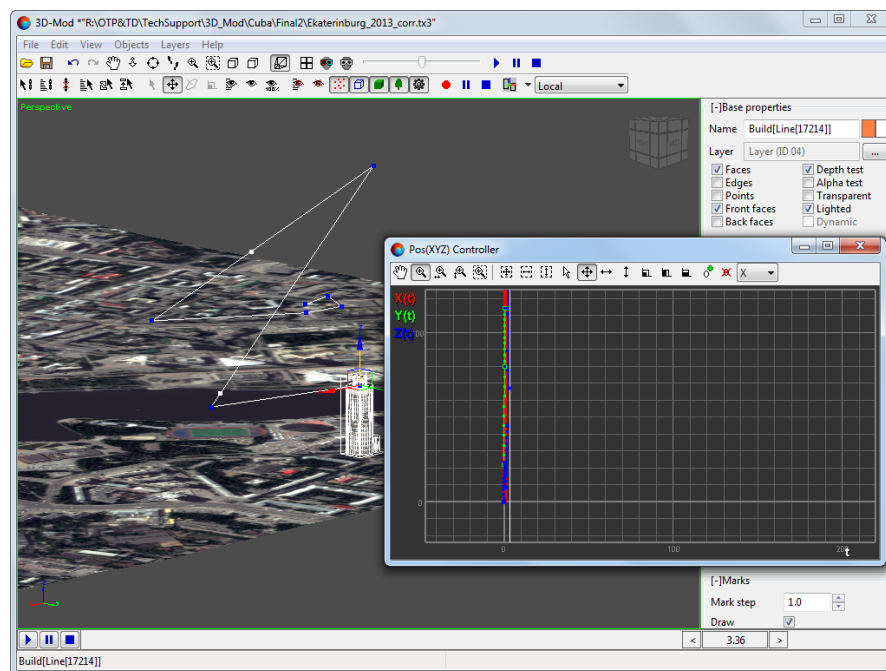 3D-Mod *"R:\OTP&TD\TechSupport\3D_Mod\Cuba\Final2\Ekaterinburg_2013_corr.tx3"
File Edit View Objects Layers Help
Local
Perspective
[-]Base properties
Name Build[Line[17214]]
Layer Layer (ID 04) ...
Faces Depth test
Edges Alpha test
Points Transparent
Front faces Lighted
Back faces Dynamic
Pos(XYZ) Controller
X
X(t)
Y(t)
Z(t)
0
0 100 t
[-]Marks
Mark step 1.0
Draw
< 3.36 >
Build[Line[17214]]